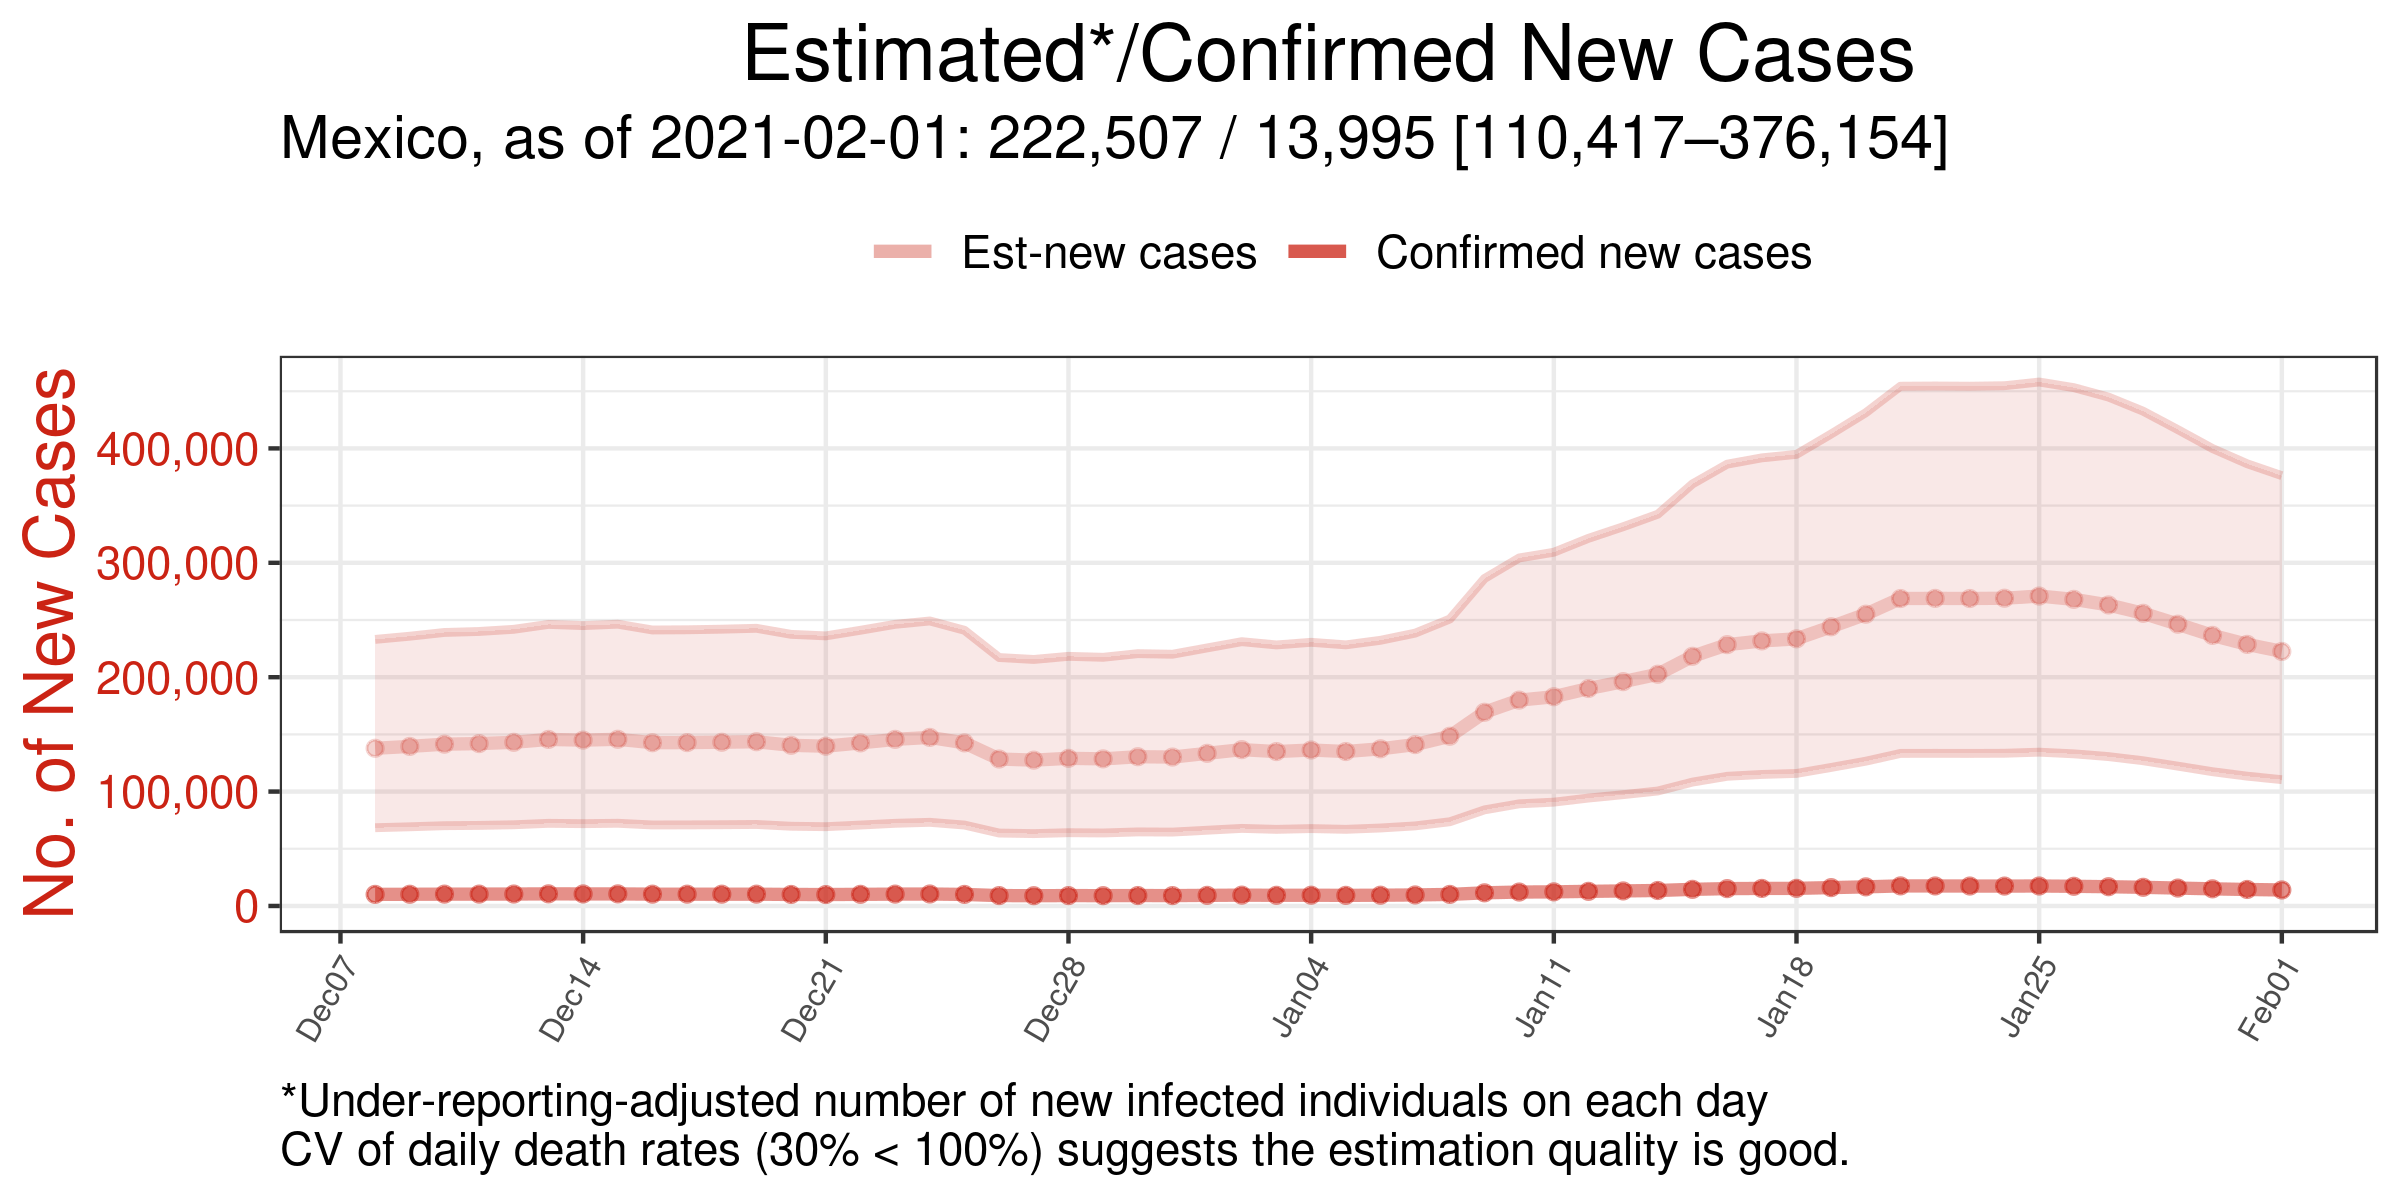 Estimated*/Confirmed New Cases
Mexico, as of 2021-02-01: 222,507 / 13,995 [110,417–376,154]
Est-new cases
Confirmed new cases
No. of New Cases
400,000
300,000
200,000
100,000
0
Dec07
Dec14
Dec21
Dec28
Jan04
Jan11
Jan18
Jan25
Feb01
*Under-reporting-adjusted number of new infected individuals on each day
CV of daily death rates (30% < 100%) suggests the estimation quality is good.